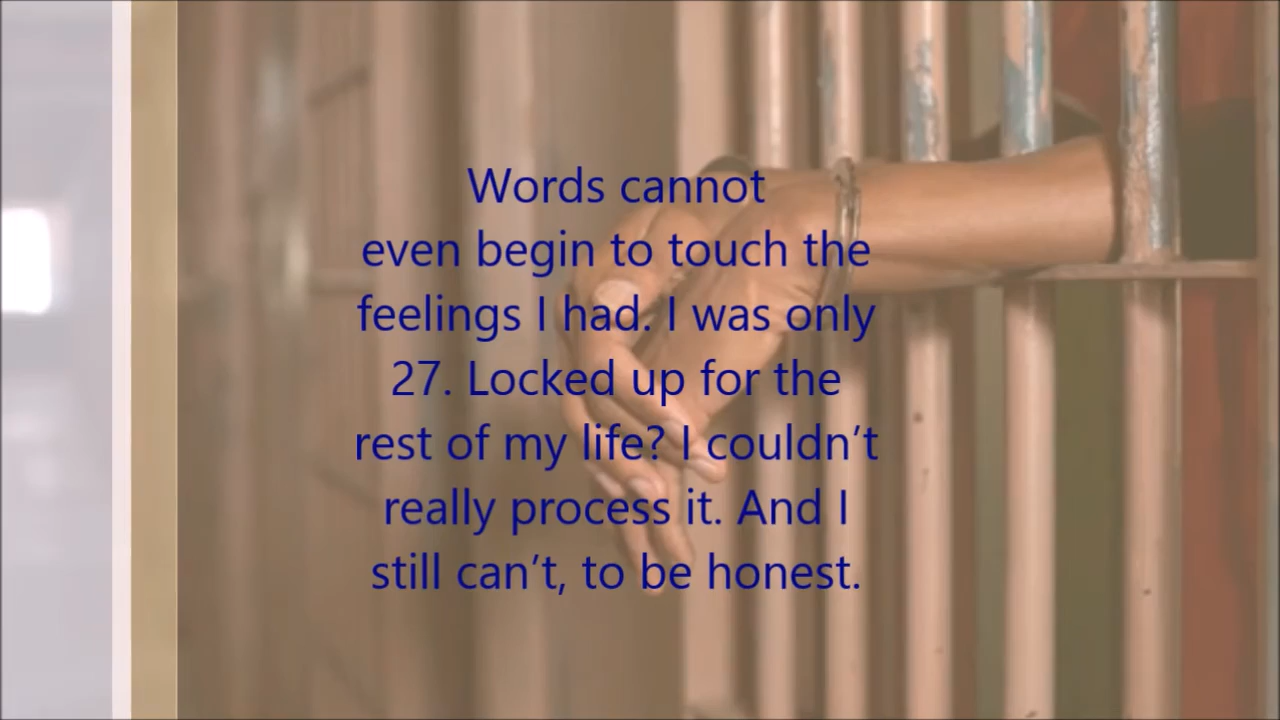 Words cannot
even begin to touch the
feelings I had. I was only
27. Locked up for the
rest of my life? I couldn’t
really process it. And I
still can’t, to be honest.